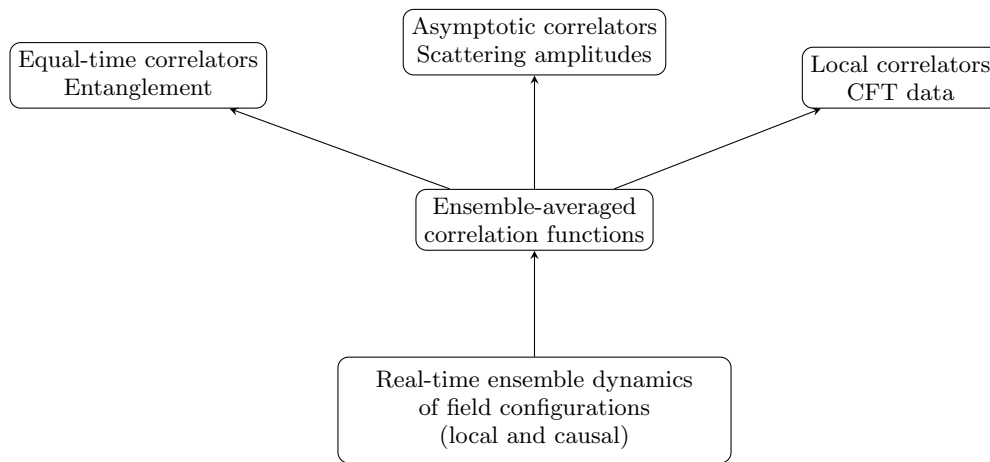 Asymptotic correlators
Scattering amplitudes
Equal-time correlators
Entanglement
Local correlators
CFT data
Ensemble-averaged
correlation functions
Real-time ensemble dynamics
of field configurations
(local and causal)